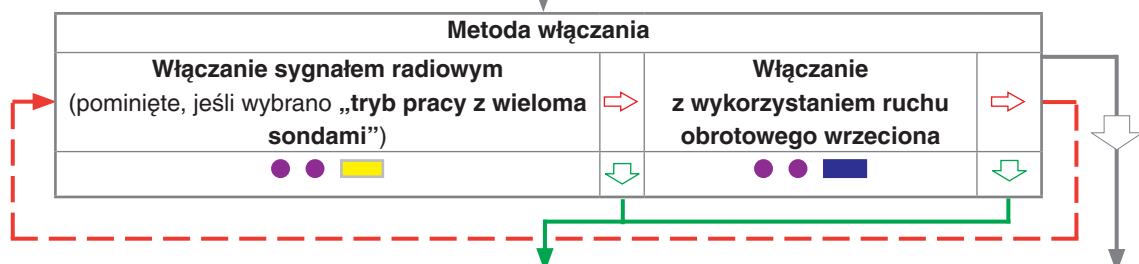 Metoda włączania
Włączanie sygnałem radiowym
(pominięte, jeśli wybrano „tryb pracy z wieloma
sondami”)
Włączanie
z wykorzystaniem ruchu
obrotowego wrzeciona